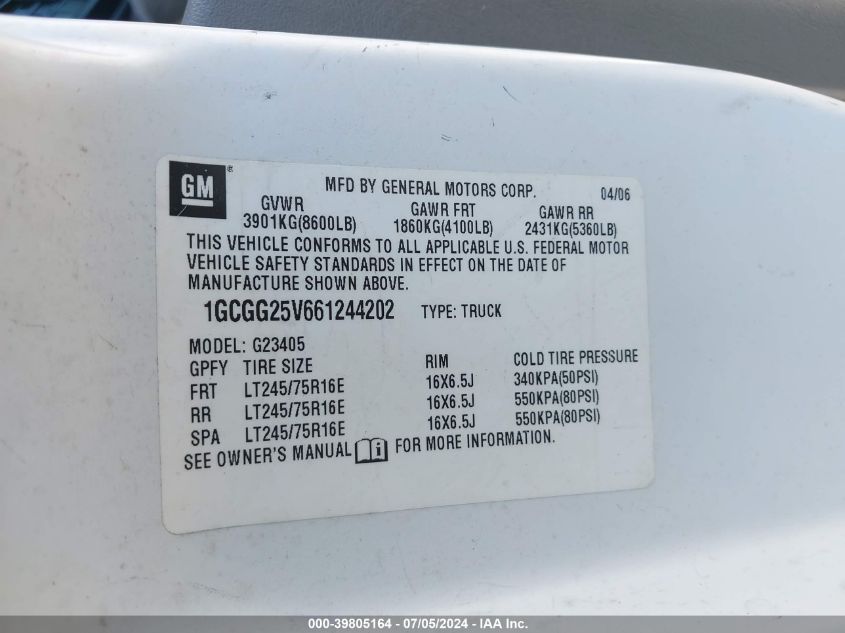 GM®
MFD BY GENERAL MOTORS CORP. 04/06
GVWR GAWR FRT GAWR RR
3901KG(8600LB) 1860KG(4100LB) 2431KG(5360LB)
THIS VEHICLE CONFORMS TO ALL APPLICABLE U.S. FEDERAL MOTOR
VEHICLE SAFETY STANDARDS IN EFFECT ON THE DATE OF
MANUFACTURE SHOWN ABOVE.
1GCGG25V661244202 TYPE: TRUCK
MODEL: G23405
GPFY TIRE SIZE RIM COLD TIRE PRESSURE
FRT LT245/75R16E 16X6.5J 340KPA(50PSI)
RR LT245/75R16E 16X6.5J 550KPA(80PSI)
SPA LT245/75R16E 16X6.5J 550KPA(80PSI)
SEE OWNER'S MANUAL i FOR MORE INFORMATION.
000-39805164 - 07/05/2024 - IAA Inc.